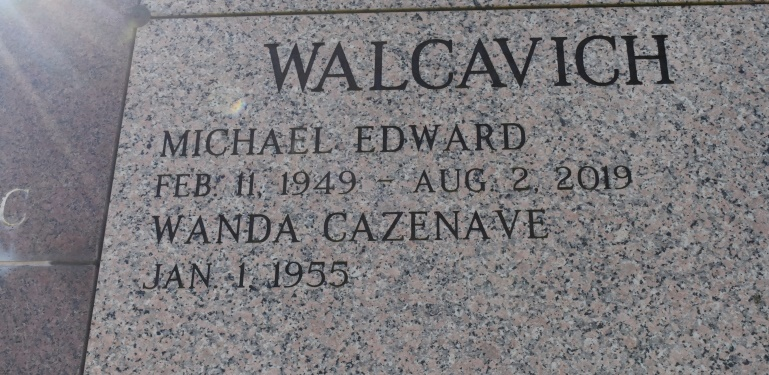 WALCAVICH
MICHAEL EDWARD
FEB. 11, 1949 - AUG. 2, 2019
WANDA CAZENAVE
JAN. 1, 1955
C